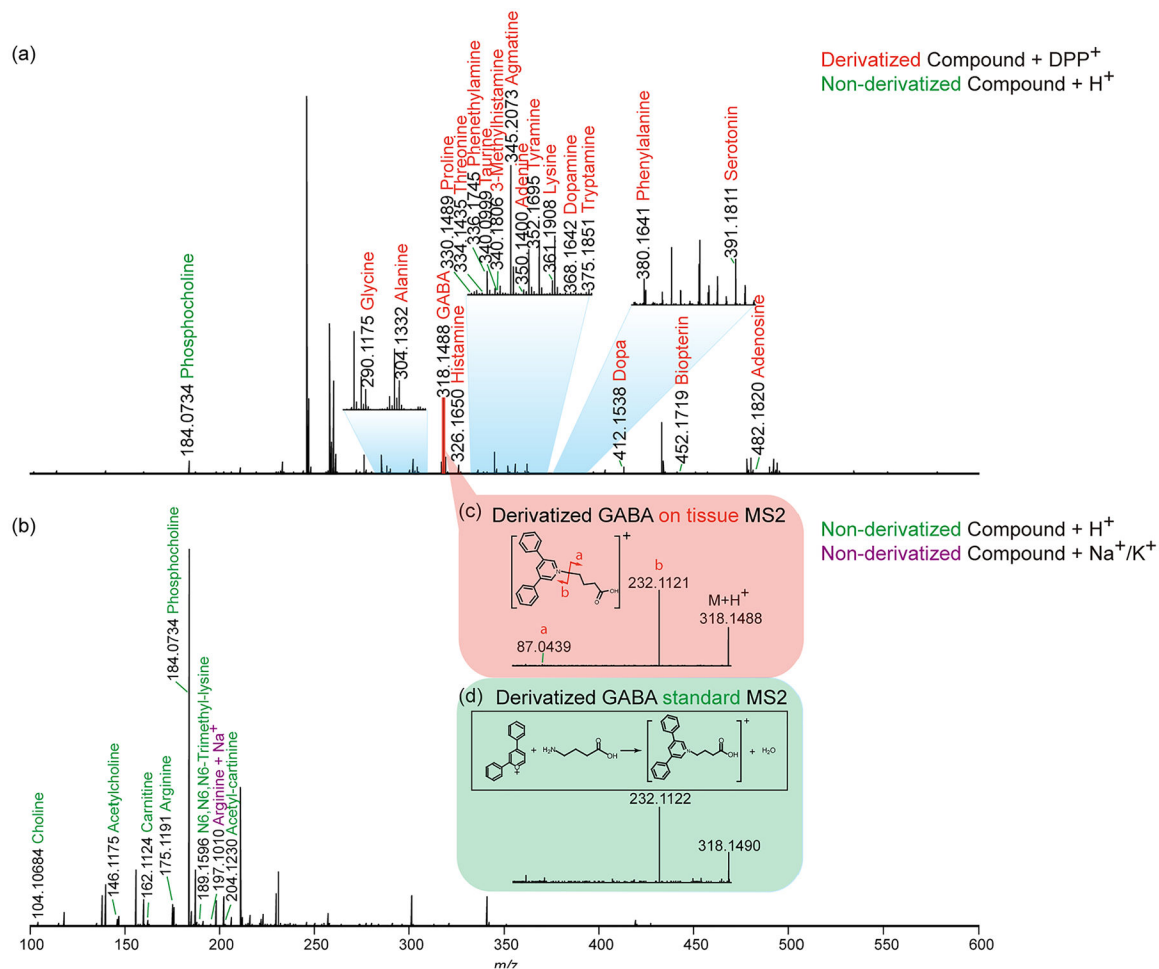 (a)
Derivatized Compound + DPP+
Non-derivatized Compound + H+
184.0734 Phosphocholine
290.1175 Glycine
304.1332 Alanine
318.1488 GABA
326.1650 Histamine
330.1489 Proline
334.1435 Threonine
336.1745 Phenethylamine
340.0999 Taurine
340.1806 3-Methylhistamine
345.2073 Agmatine
350.1400 Adenine
352.1695 Tyramine
361.1908 Lysine
368.1642 Dopamine
375.1851 Tryptamine
380.1641 Phenylalanine
391.1811 Serotonin
412.1538 Dopa
452.1719 Biopterin
482.1820 Adenosine
(b)
Non-derivatized Compound + H+
Non-derivatized Compound + Na+/K+
104.10684 Choline
146.1175 Acetylcholine
162.1124 Carnitine
175.1191 Arginine
184.0734 Phosphocholine
189.1596 N6,N6,N6-Trimethyl-lysine
197.1010 Arginine + Na+
204.1230 Acetyl-cartinine
(c) Derivatized GABA on tissue MS2
+
a
b
N
O
OH
b
232.1121
M+H+
318.1488
a
87.0439
(d) Derivatized GABA standard MS2
+
O
+
H2N
O
OH
N
O
OH
+
+ H2O
232.1122
318.1490
100
150
200
250
300
350
400
450
500
550
600
m/z